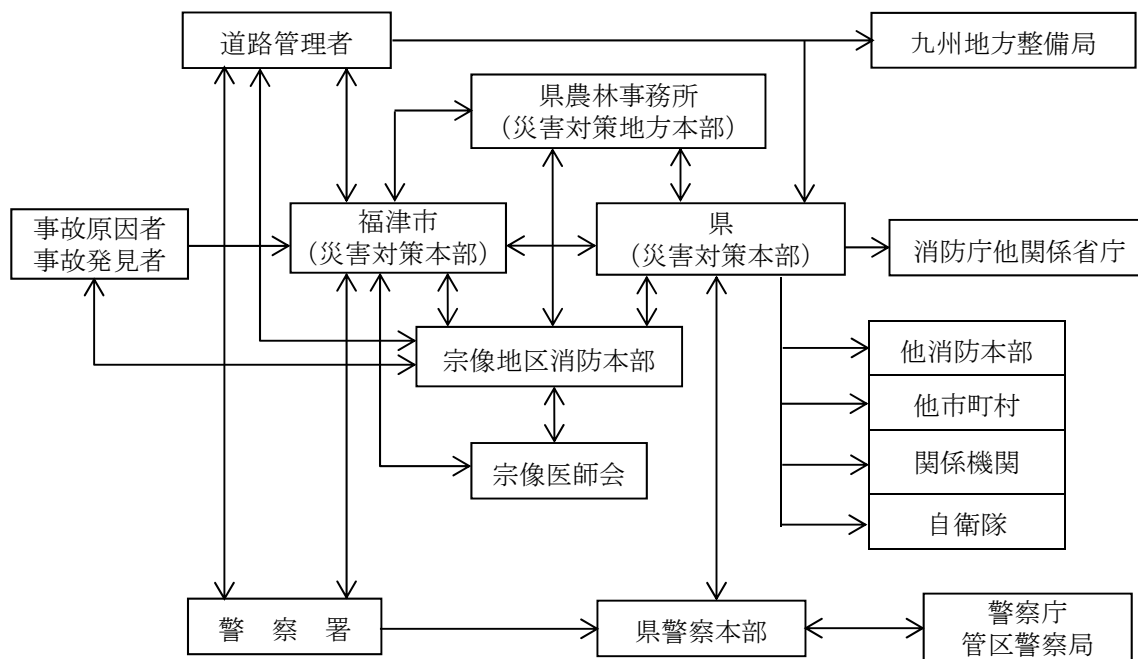 道路管理者
九州地方整備局
県農林事務所
（災害対策地方本部）
事故原因者
事故発見者
福津市
（災害対策本部）
県
（災害対策本部）
消防庁他関係省庁
宗像地区消防本部
他消防本部
他市町村
関係機関
自衛隊
宗像医師会
警　察　署
県警察本部
警察庁
管区警察局